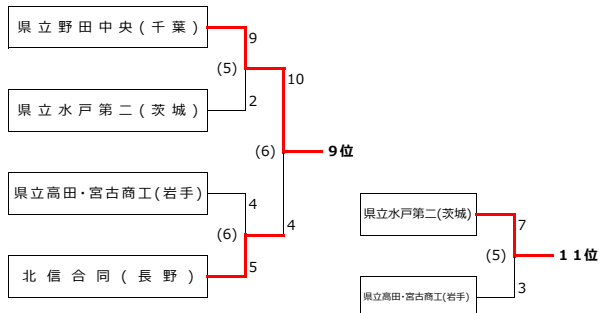 県立野田中央(千葉)
9
(5)
10
2
県立水戸第二(茨城)
(6)
9位
県立高田・宮古商工(岩手)
4
(6)
4
5
北信合同(長野)
県立水戸第二(茨城)
7
(5)
11位
3
県立高田・宮古商工(岩手)